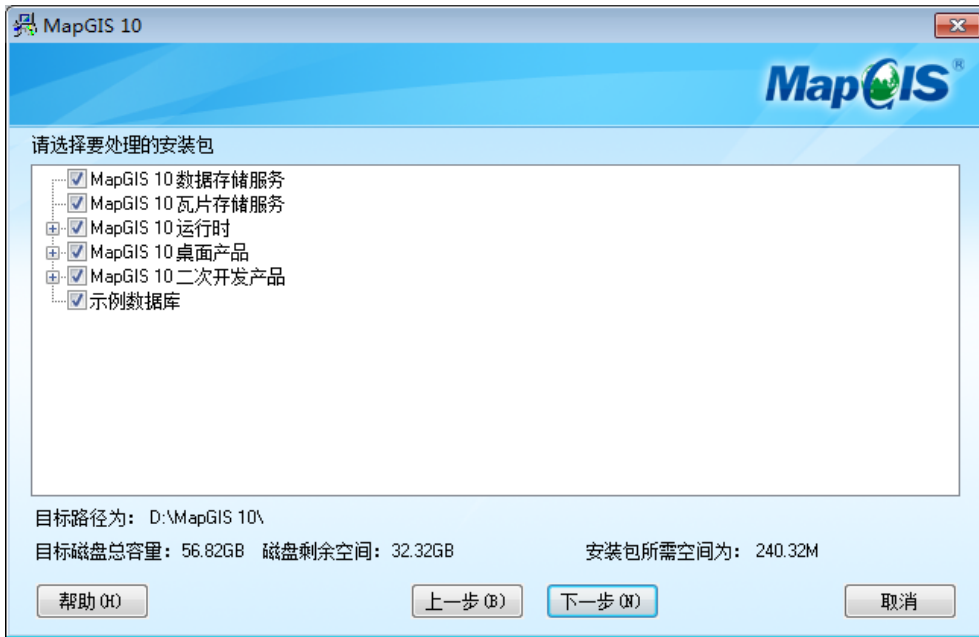 MapGIS 10
MapGIS®
请选择要处理的安装包
MapGIS 10 数据存储服务
MapGIS 10 瓦片存储服务
MapGIS 10 运行时
MapGIS 10 桌面产品
MapGIS 10 二次开发产品
示例数据库
目标路径为： D:\MapGIS 10\
目标磁盘总容量：56.82GB 磁盘剩余空间：32.32GB 安装包所需空间为： 240.32M
帮助(H) 上一步(B) 下一步(N) 取消